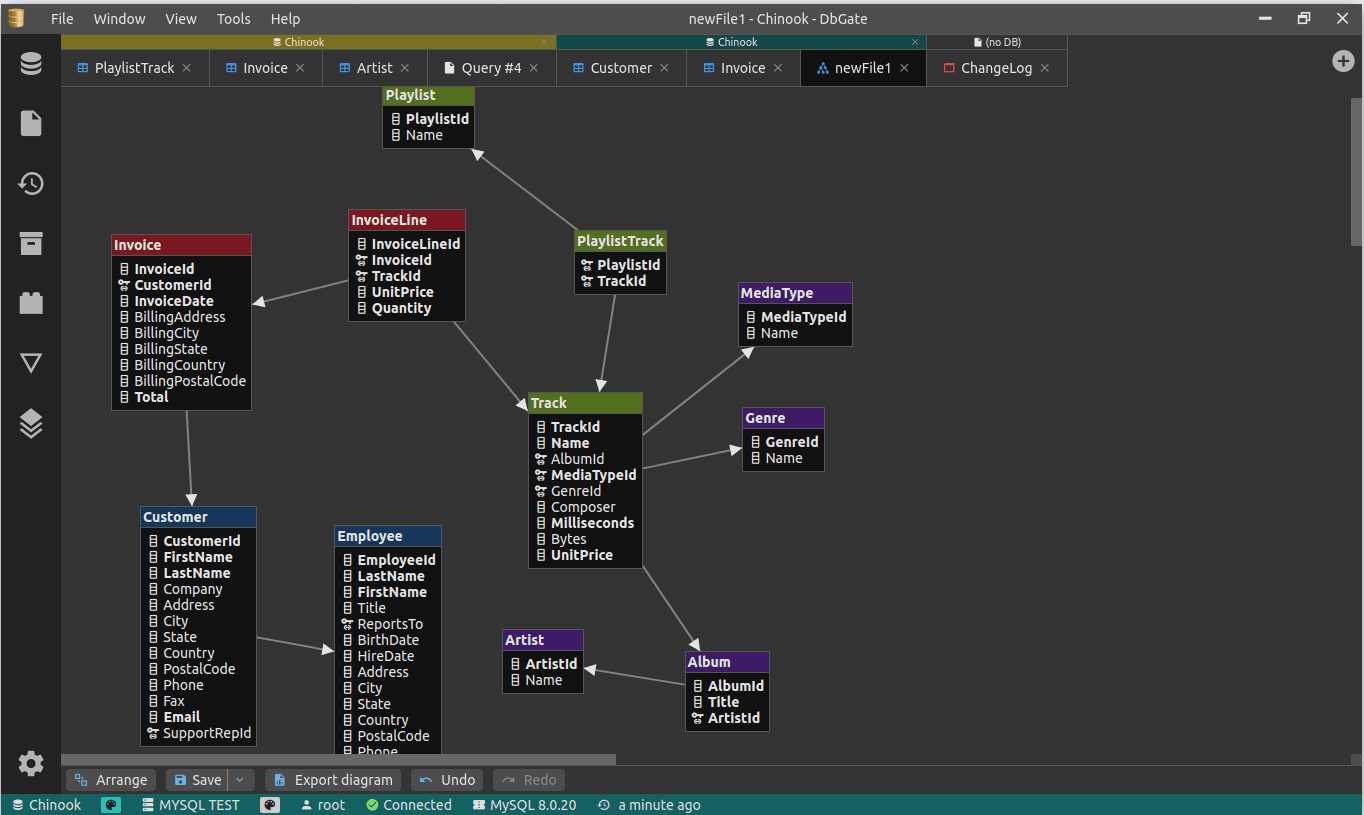 File Window View Tools Help
newFile1 - Chinook - DbGate
Chinook
Chinook
(no DB)
PlaylistTrack
Invoice
Artist
Query #4
Customer
Invoice
newFile1
ChangeLog
Playlist
PlaylistId
Name
InvoiceLine
InvoiceLineId
InvoiceId
TrackId
UnitPrice
Quantity
Invoice
InvoiceId
CustomerId
InvoiceDate
BillingAddress
BillingCity
BillingState
BillingCountry
BillingPostalCode
Total
PlaylistTrack
PlaylistId
TrackId
MediaType
MediaTypeId
Name
Track
TrackId
Name
AlbumId
MediaTypeId
GenreId
Composer
Milliseconds
Bytes
UnitPrice
Genre
GenreId
Name
Customer
CustomerId
FirstName
LastName
Company
Address
City
State
Country
PostalCode
Phone
Fax
Email
SupportRepId
Employee
EmployeeId
LastName
FirstName
Title
ReportsTo
BirthDate
HireDate
Address
City
State
Country
PostalCode
Phone
Artist
ArtistId
Name
Album
AlbumId
Title
ArtistId
Arrange
Save
Export diagram
Undo
Redo
Chinook
MYSQL TEST
root
Connected
MySQL 8.0.20
a minute ago